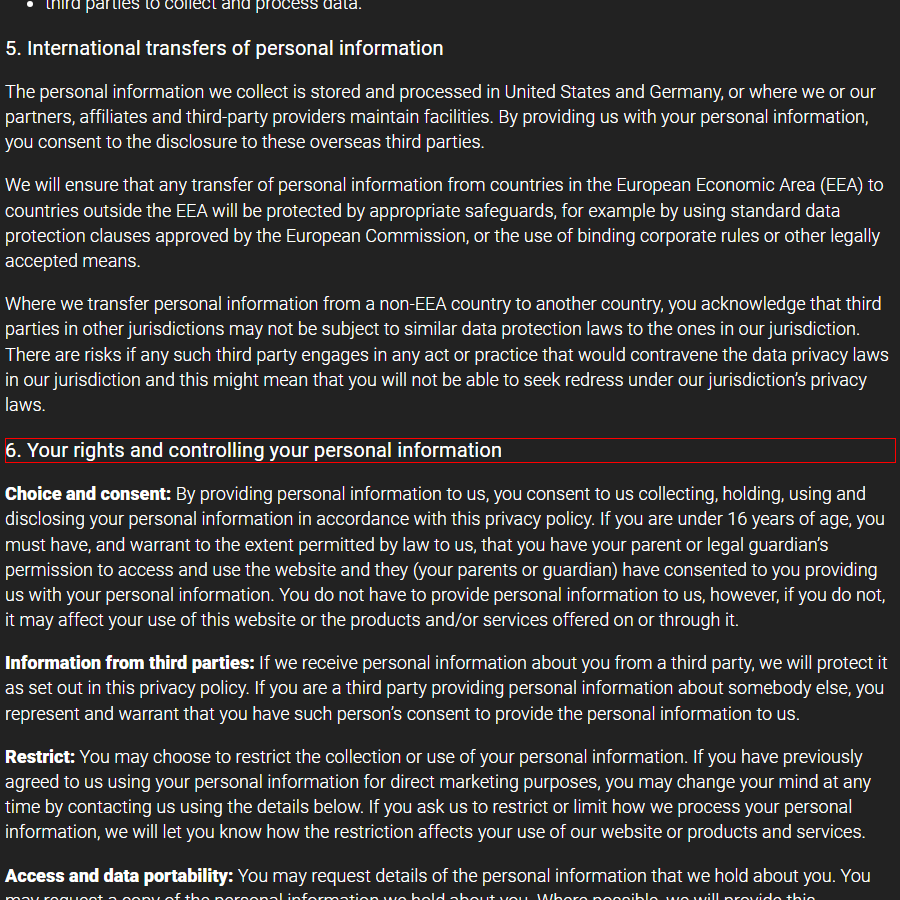 third parties to collect and process data.
5. International transfers of personal information
The personal information we collect is stored and processed in United States and Germany, or where we or our
partners, affiliates and third-party providers maintain facilities. By providing us with your personal information,
you consent to the disclosure to these overseas third parties.
We will ensure that any transfer of personal information from countries in the European Economic Area (EEA) to
countries outside the EEA will be protected by appropriate safeguards, for example by using standard data
protection clauses approved by the European Commission, or the use of binding corporate rules or other legally
accepted means.
Where we transfer personal information from a non-EEA country to another country, you acknowledge that third
parties in other jurisdictions may not be subject to similar data protection laws to the ones in our jurisdiction.
There are risks if any such third party engages in any act or practice that would contravene the data privacy laws
in our jurisdiction and this might mean that you will not be able to seek redress under our jurisdiction’s privacy
laws.
6. Your rights and controlling your personal information
Choice and consent: By providing personal information to us, you consent to us collecting, holding, using and
disclosing your personal information in accordance with this privacy policy. If you are under 16 years of age, you
must have, and warrant to the extent permitted by law to us, that you have your parent or legal guardian’s
permission to access and use the website and they (your parents or guardian) have consented to you providing
us with your personal information. You do not have to provide personal information to us, however, if you do not,
it may affect your use of this website or the products and/or services offered on or through it.
Information from third parties: If we receive personal information about you from a third party, we will protect it
as set out in this privacy policy. If you are a third party providing personal information about somebody else, you
represent and warrant that you have such person’s consent to provide the personal information to us.
Restrict: You may choose to restrict the collection or use of your personal information. If you have previously
agreed to us using your personal information for direct marketing purposes, you may change your mind at any
time by contacting us using the details below. If you ask us to restrict or limit how we process your personal
information, we will let you know how the restriction affects your use of our website or products and services.
Access and data portability: You may request details of the personal information that we hold about you. You
may request a copy of the personal information we hold about you. Where possible, we will provide this